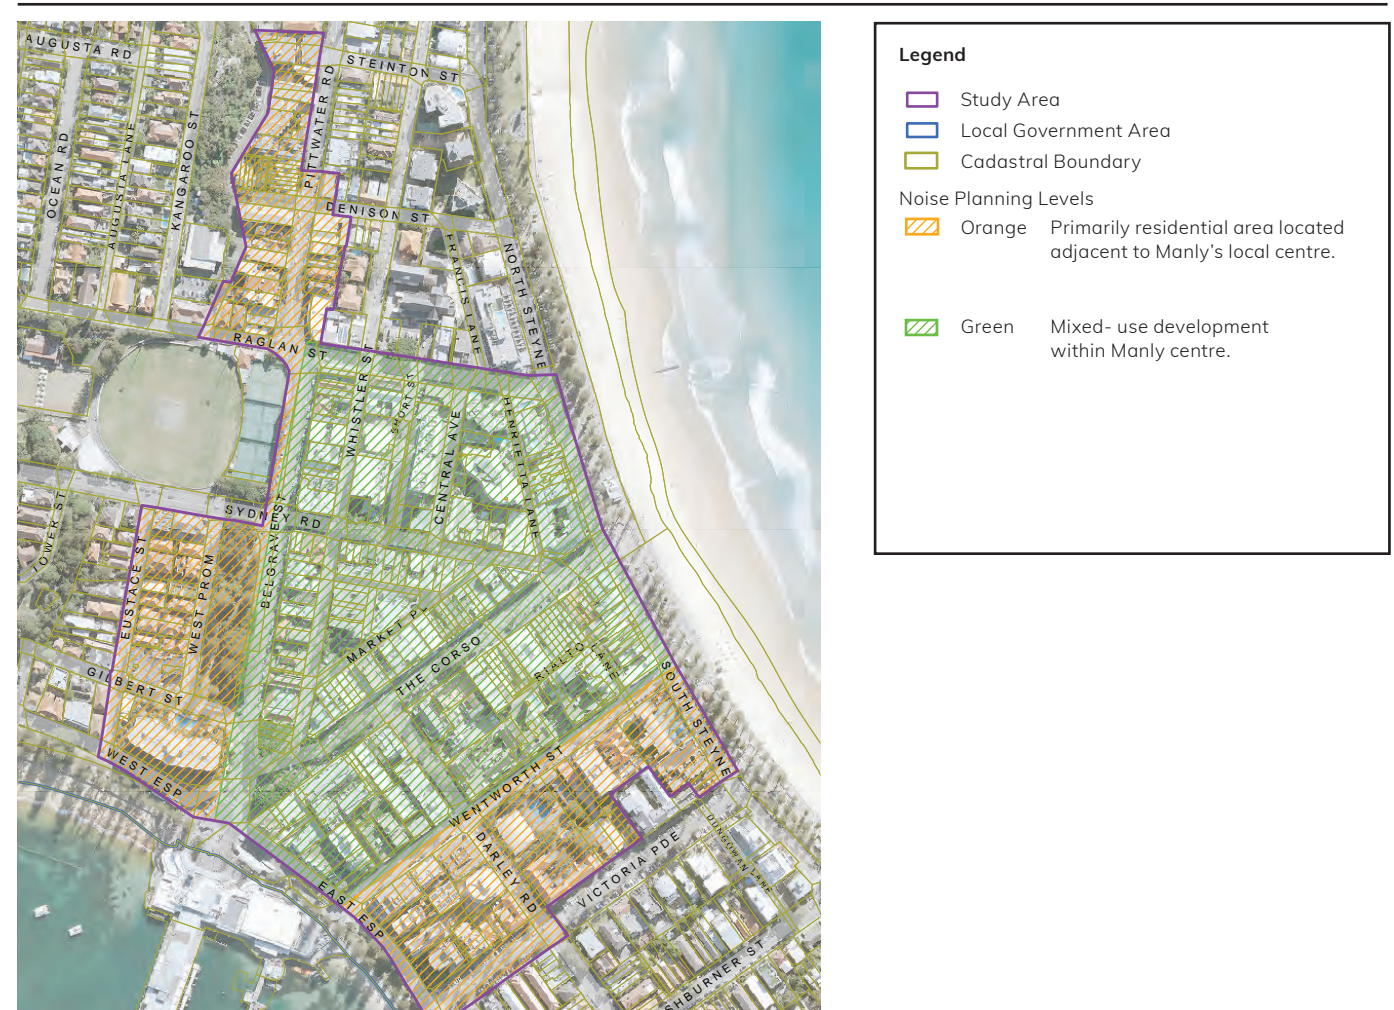 AUGUSTA RD
STEINTON ST
PITTWATER RD
OCEAN RD
AUGUSTA LANE
KANGAROO ST
DENISON ST
FRANCIS LANE
NORTH STEYNE
RAGLAN ST
WHISTLER ST
SHORT ST
CENTRAL AVE
HENRIETTA LANE
SYDNEY RD
TOWER ST
EUSTACE ST
WEST PROM
BELGRAVE ST
MARKET PL
THE CORSO
RIALTO LANE
GILBERT ST
SOUTH STEYNE
WEST ESP
WENTWORTH ST
DARLEY RD
VICTORIA PDE
DUNGOWAN LANE
EAST ESP
SHBURNER ST
Legend
Study Area
Local Government Area
Cadastral Boundary
Noise Planning Levels
Orange Primarily residential area located
adjacent to Manly's local centre.
Green Mixed- use development
within Manly centre.